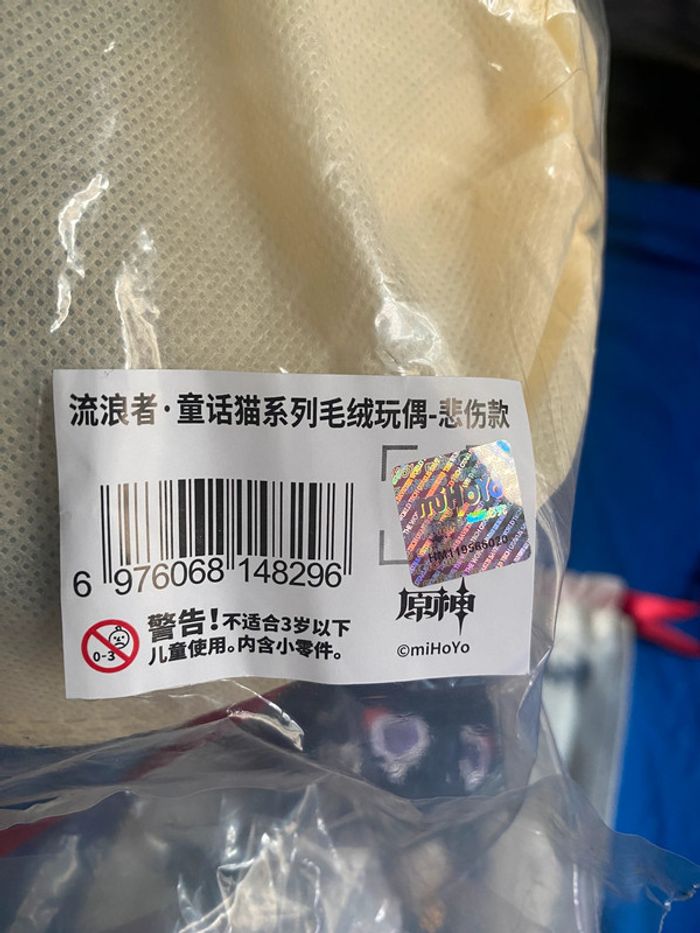 流浪者·童话猫系列毛绒玩偶-悲伤款
miHoYo
6 976068 148296
警告!不适合3岁以下
儿童使用。内含小零件。
0-3
原神
©miHoYo